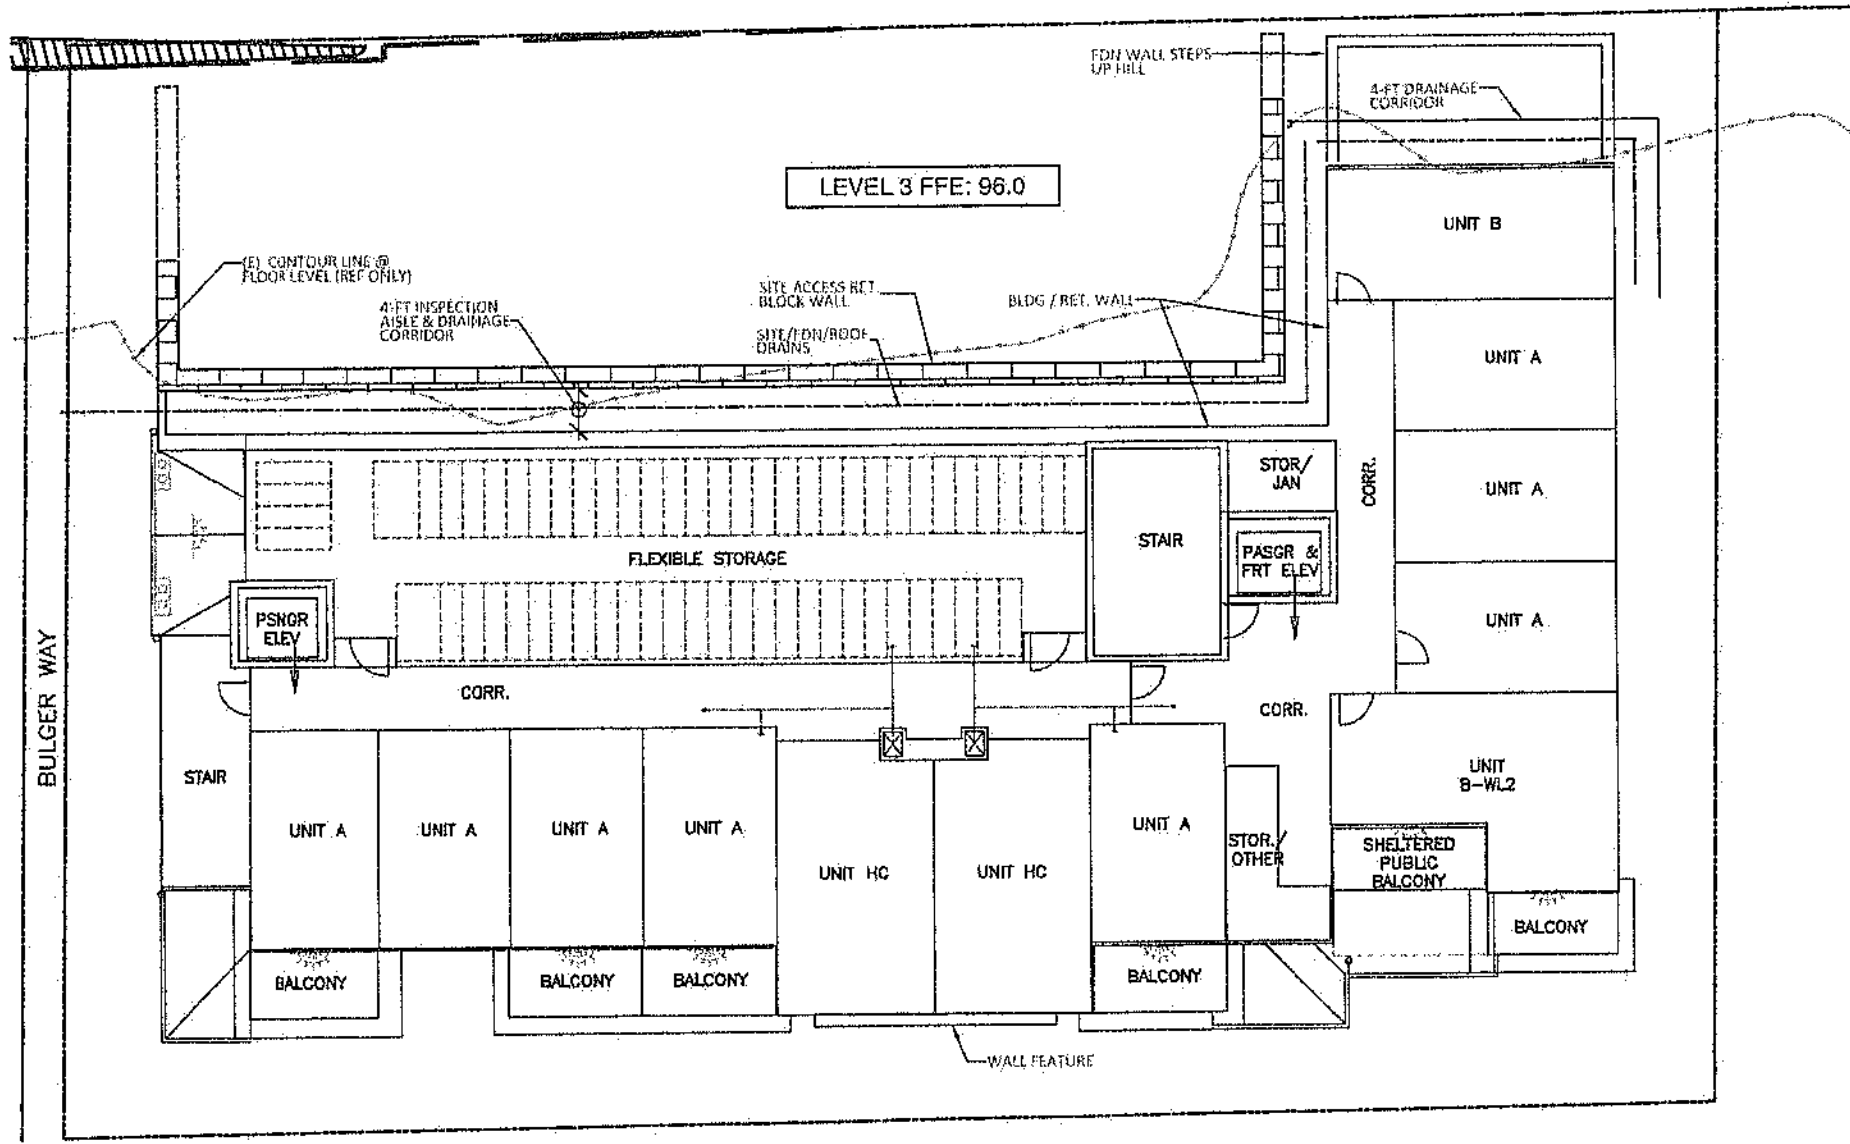 FDN WALL STEPS
UP HILL
4-FT DRAINAGE
CORRIDOR
LEVEL 3 FFE: 96.0
UNIT B
(E) CONTOUR LINE @
FLOOR LEVEL (REF ONLY)
4-FT INSPECTION
AISLE & DRAINAGE
CORRIDOR
SITE ACCESS RET.
BLOCK WALL
SITE/FDN/ROOF
DRAINS
BLDG / RET. WALL
UNIT A
UNIT A
UNIT A
CORR.
STOR/
JAN
STAIR
PASGR &
FRT ELEV
FLEXIBLE STORAGE
PSNGR
ELEV
BULGER WAY
CORR.
CORR.
STAIR
UNIT A
UNIT A
UNIT A
UNIT A
UNIT HC
UNIT HC
UNIT A
STOR./
OTHER
UNIT
B-WL2
SHELTERED
PUBLIC
BALCONY
BALCONY
BALCONY
BALCONY
BALCONY
BALCONY
WALL FEATURE